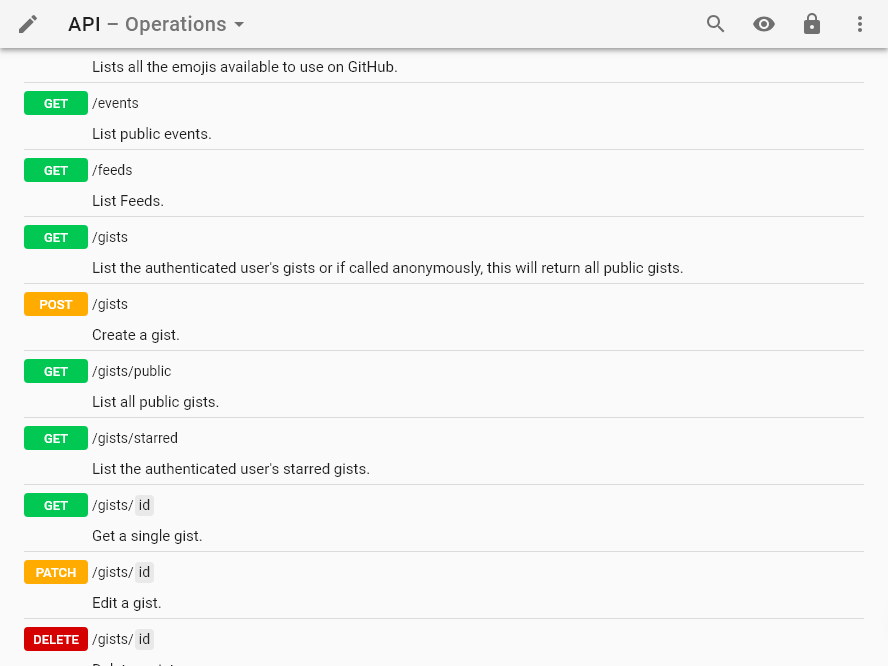 API – Operations
Lists all the emojis available to use on GitHub.
GET /events
List public events.
GET /feeds
List Feeds.
GET /gists
List the authenticated user's gists or if called anonymously, this will return all public gists.
POST /gists
Create a gist.
GET /gists/public
List all public gists.
GET /gists/starred
List the authenticated user's starred gists.
GET /gists/ id
Get a single gist.
PATCH /gists/ id
Edit a gist.
DELETE /gists/ id